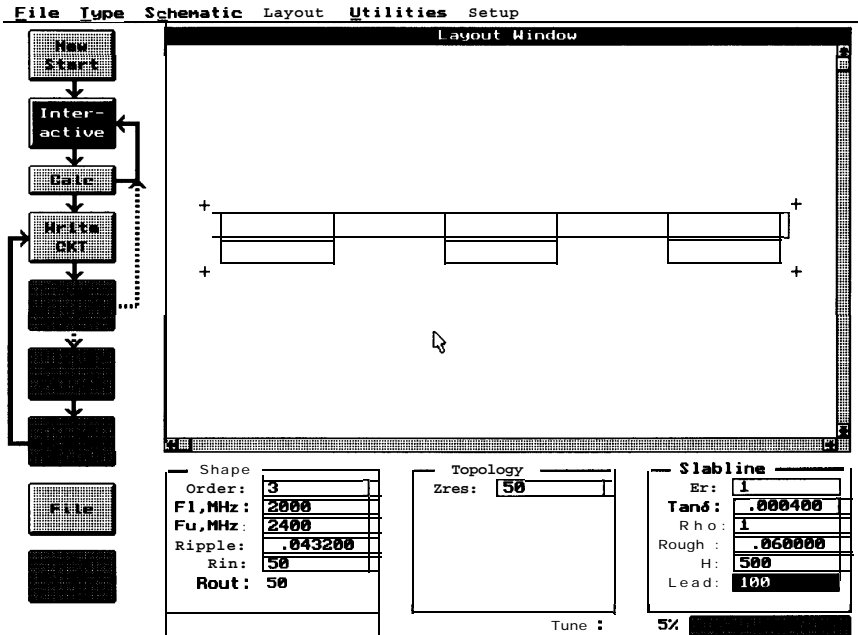 File Type Schematic Layout Utilities Setup
Layout Window
New
Start
Inter-
active
Calc
Write
CKT
File
Shape
Order: 3
Fl,MHz: 2000
Fu,MHz: 2400
Ripple: .043200
Rin: 50
Rout: 50
Topology
Zres: 50
Slabline
Er: 1
Tanδ: .000400
Rho: 1
Rough : .060000
H: 500
Lead: 100
Tune : 5%